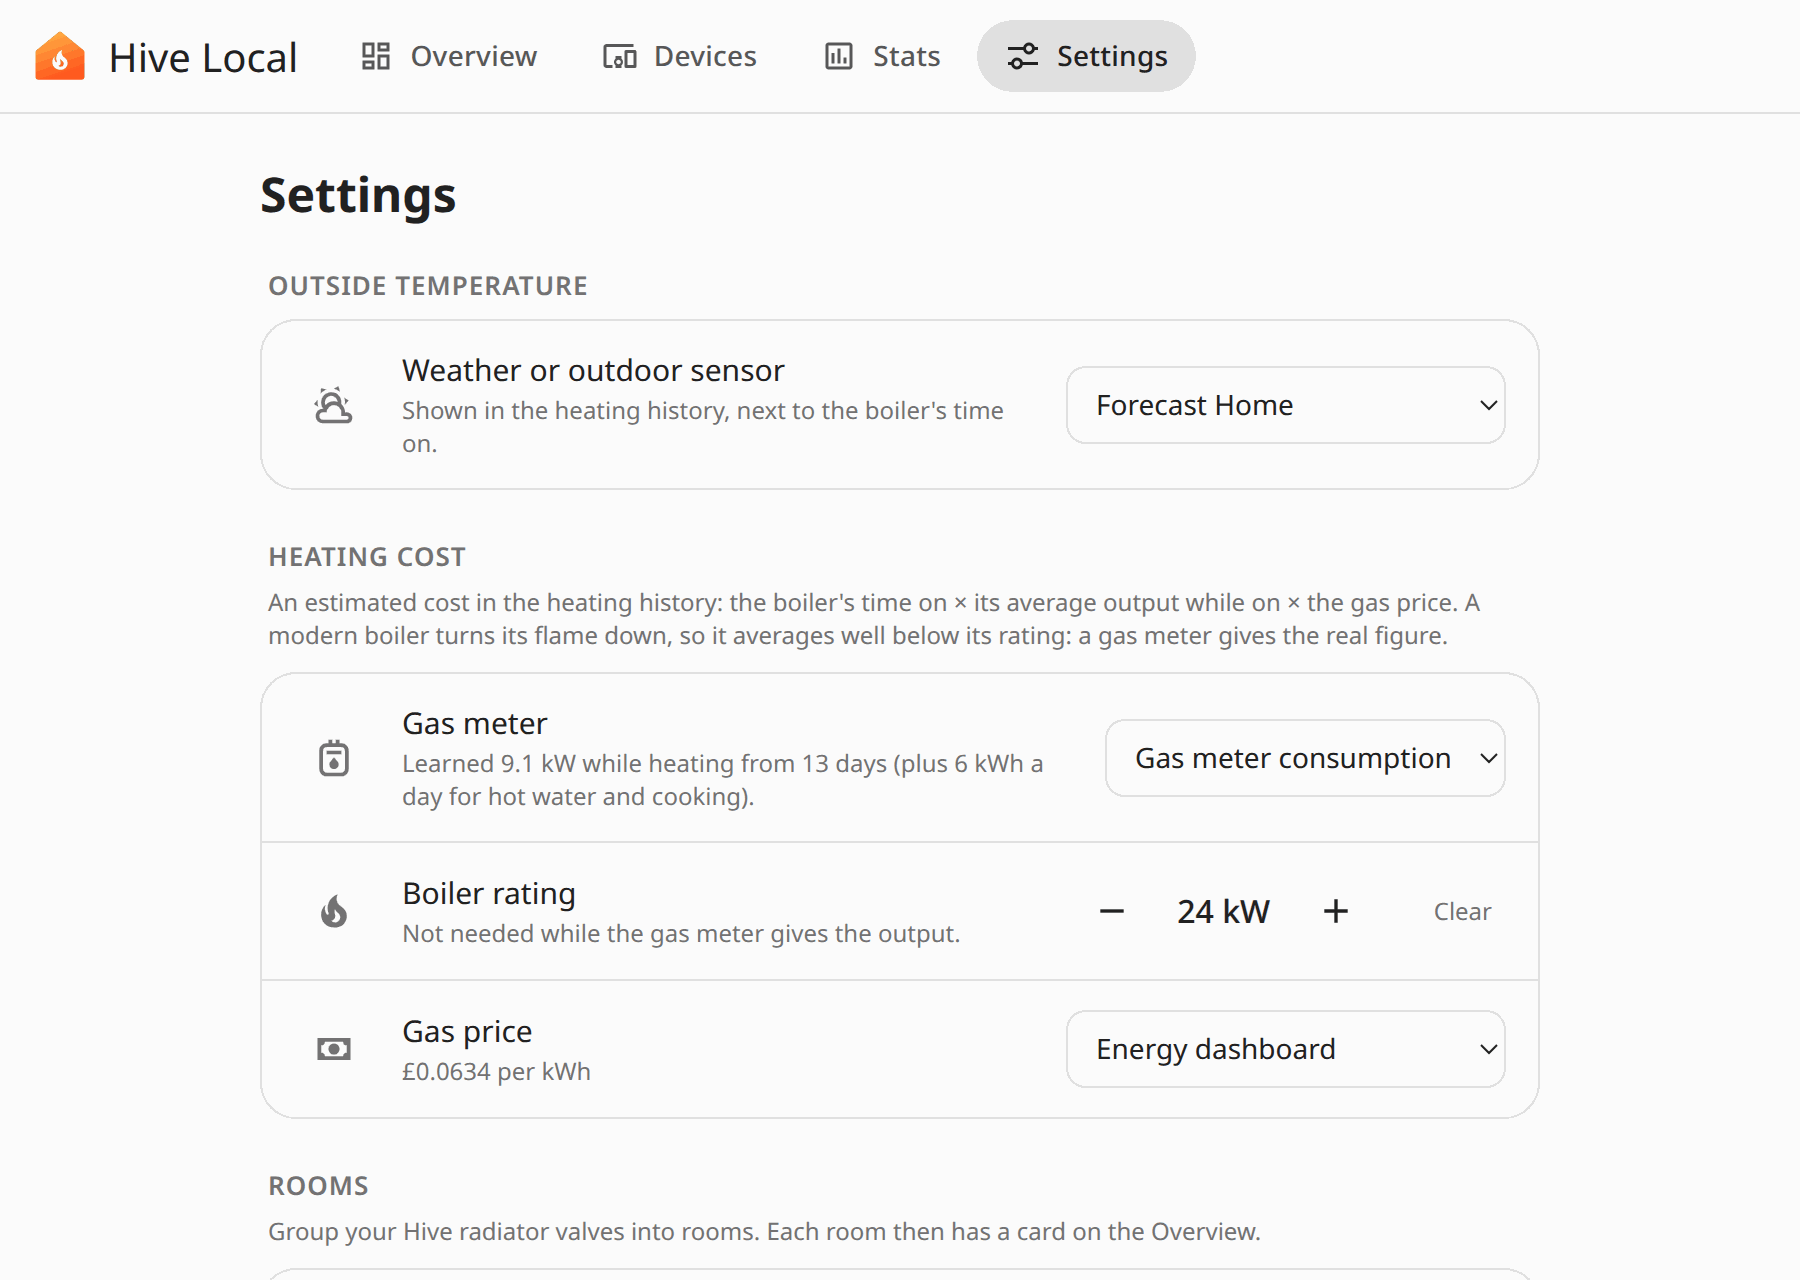 Hive Local
Overview
Devices
Stats
Settings
Settings
OUTSIDE TEMPERATURE
Weather or outdoor sensor
Shown in the heating history, next to the boiler's time
on.
Forecast Home
HEATING COST
An estimated cost in the heating history: the boiler's time on × its average output while on × the gas price. A
modern boiler turns its flame down, so it averages well below its rating: a gas meter gives the real figure.
Gas meter
Learned 9.1 kW while heating from 13 days (plus 6 kWh a
day for hot water and cooking).
Gas meter consumption
Boiler rating
Not needed while the gas meter gives the output.
− 24 kW +
Clear
Gas price
£0.0634 per kWh
Energy dashboard
ROOMS
Group your Hive radiator valves into rooms. Each room then has a card on the Overview.